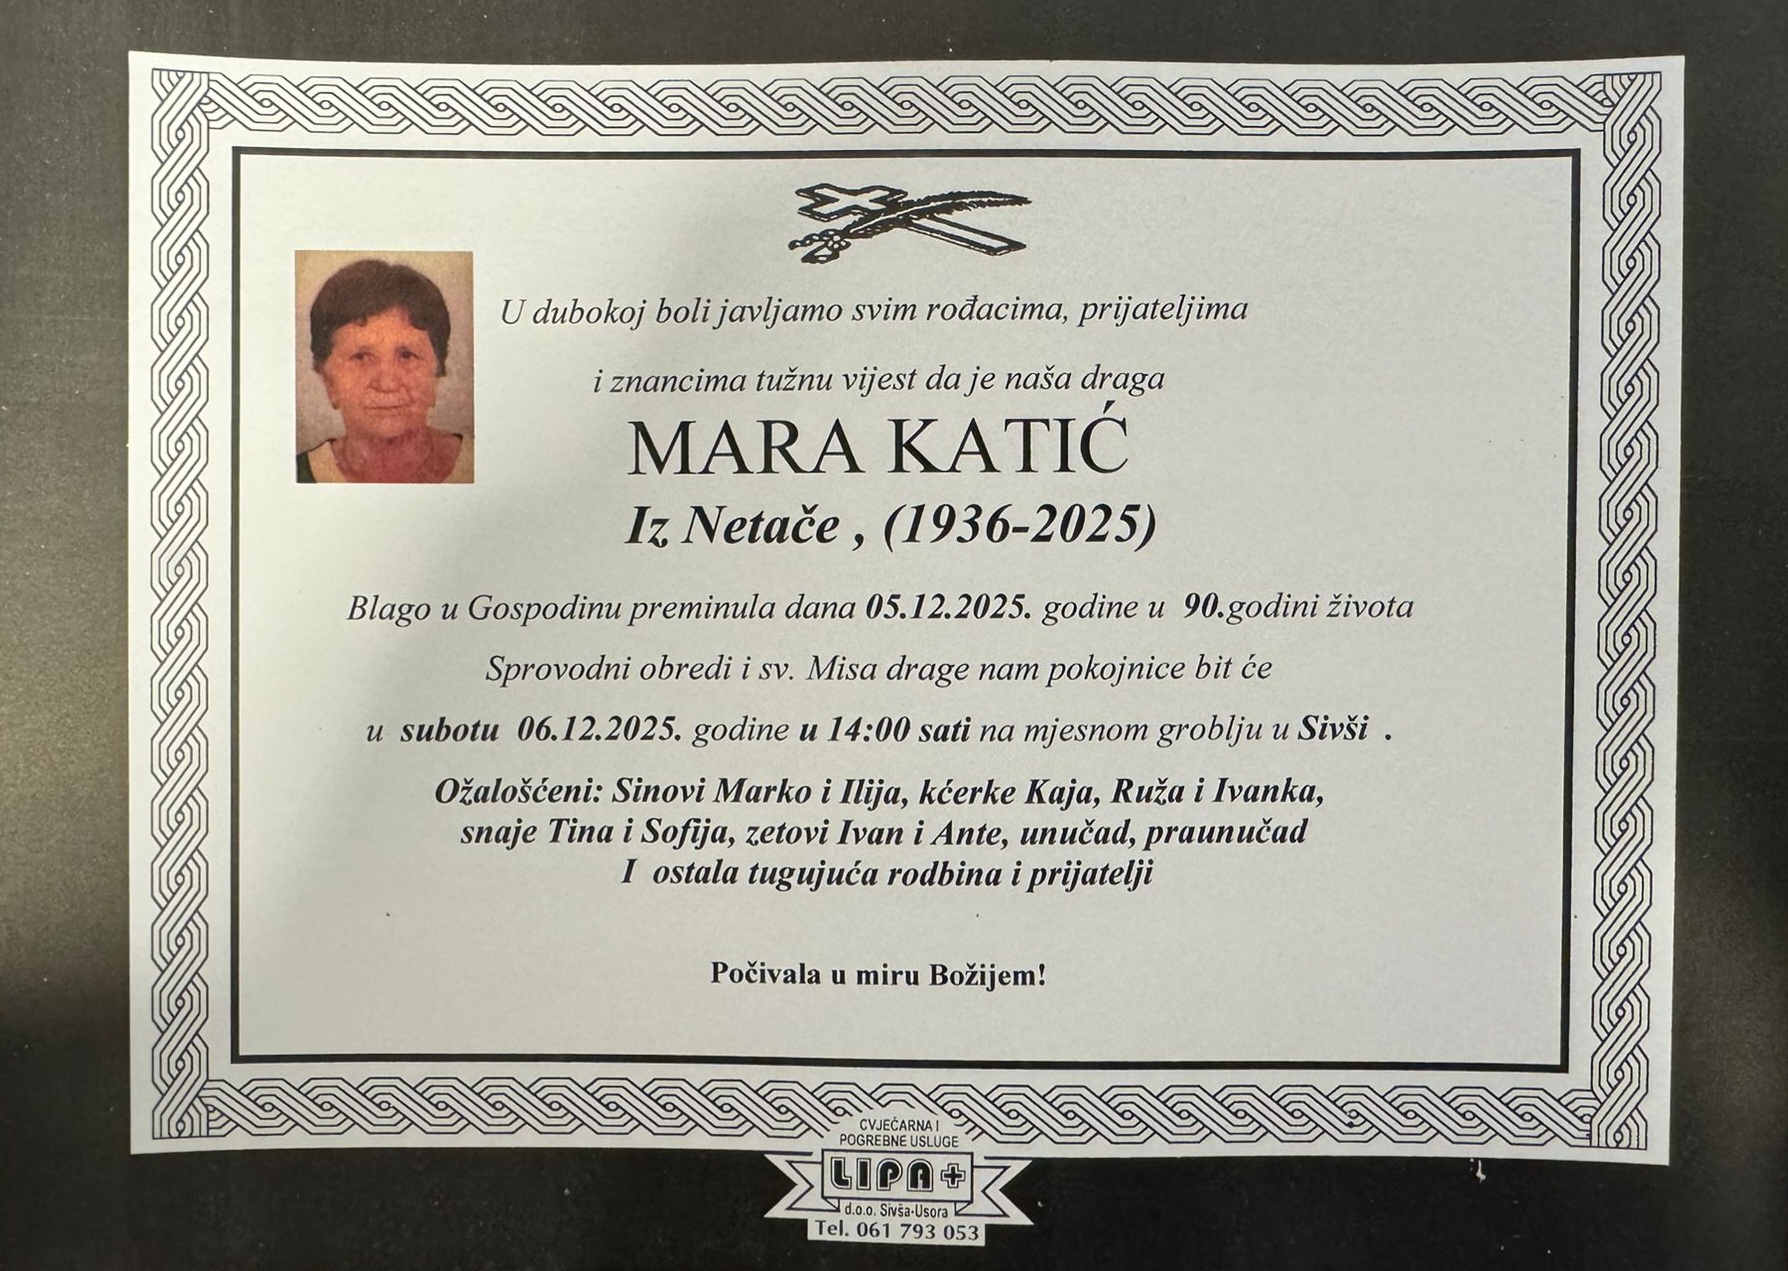 U dubokoj boli javljamo svim rođacima, prijateljima
i znancima tužnu vijest da je naša draga
MARA KATIĆ
Iz Netače , (1936-2025)
Blago u Gospodinu preminula dana 05.12.2025. godine u 90.godini života
Sprovodni obredi i sv. Misa drage nam pokojnice bit će
u subotu 06.12.2025. godine u 14:00 sati na mjesnom groblju u Sivši .
Ožalošćeni: Sinovi Marko i Ilija, kćerke Kaja, Ruža i Ivanka,
snaje Tina i Sofija, zetovi Ivan i Ante, unučad, praunučad
I ostala tugujuća rodbina i prijatelji
Počivala u miru Božijem!
CVJEĆARNA I
POGREBNE USLUGE
LIPA+
d.o.o. Sivša-Usora
Tel. 061 793 053